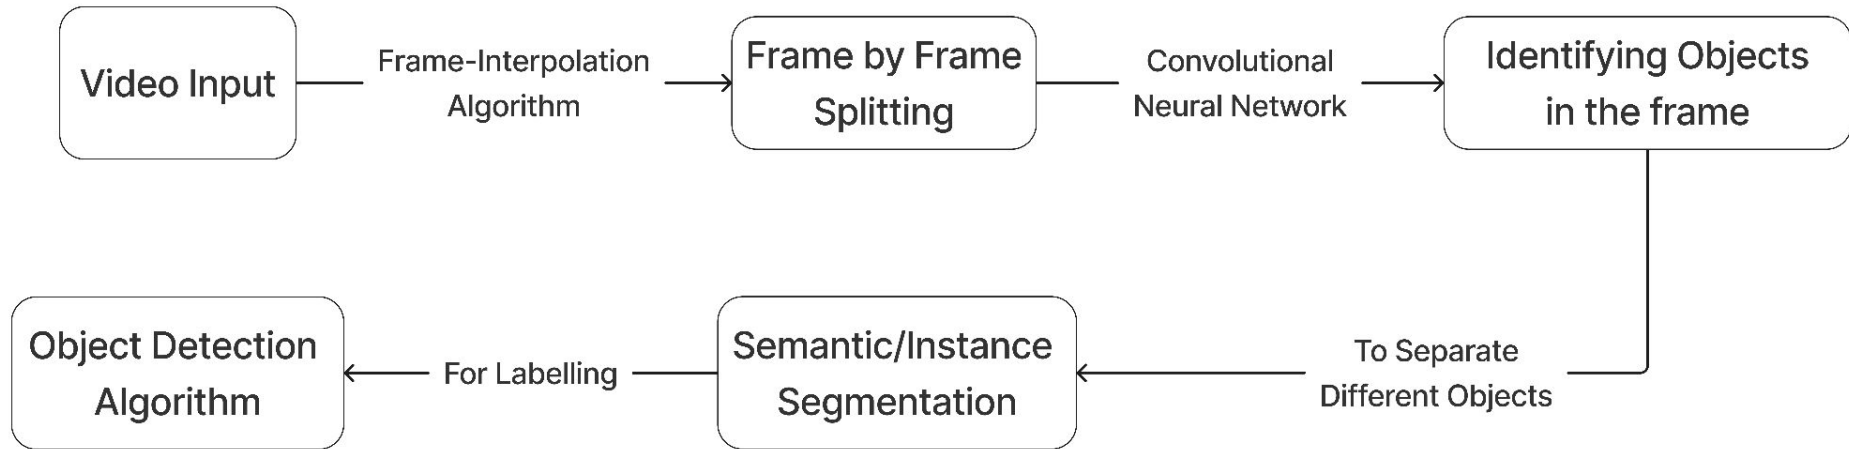 Video Input
Frame-Interpolation
Algorithm
Frame by Frame
Splitting
Convolutional
Neural Network
Identifying Objects
in the frame
To Separate
Different Objects
Semantic/Instance
Segmentation
For Labelling
Object Detection
Algorithm